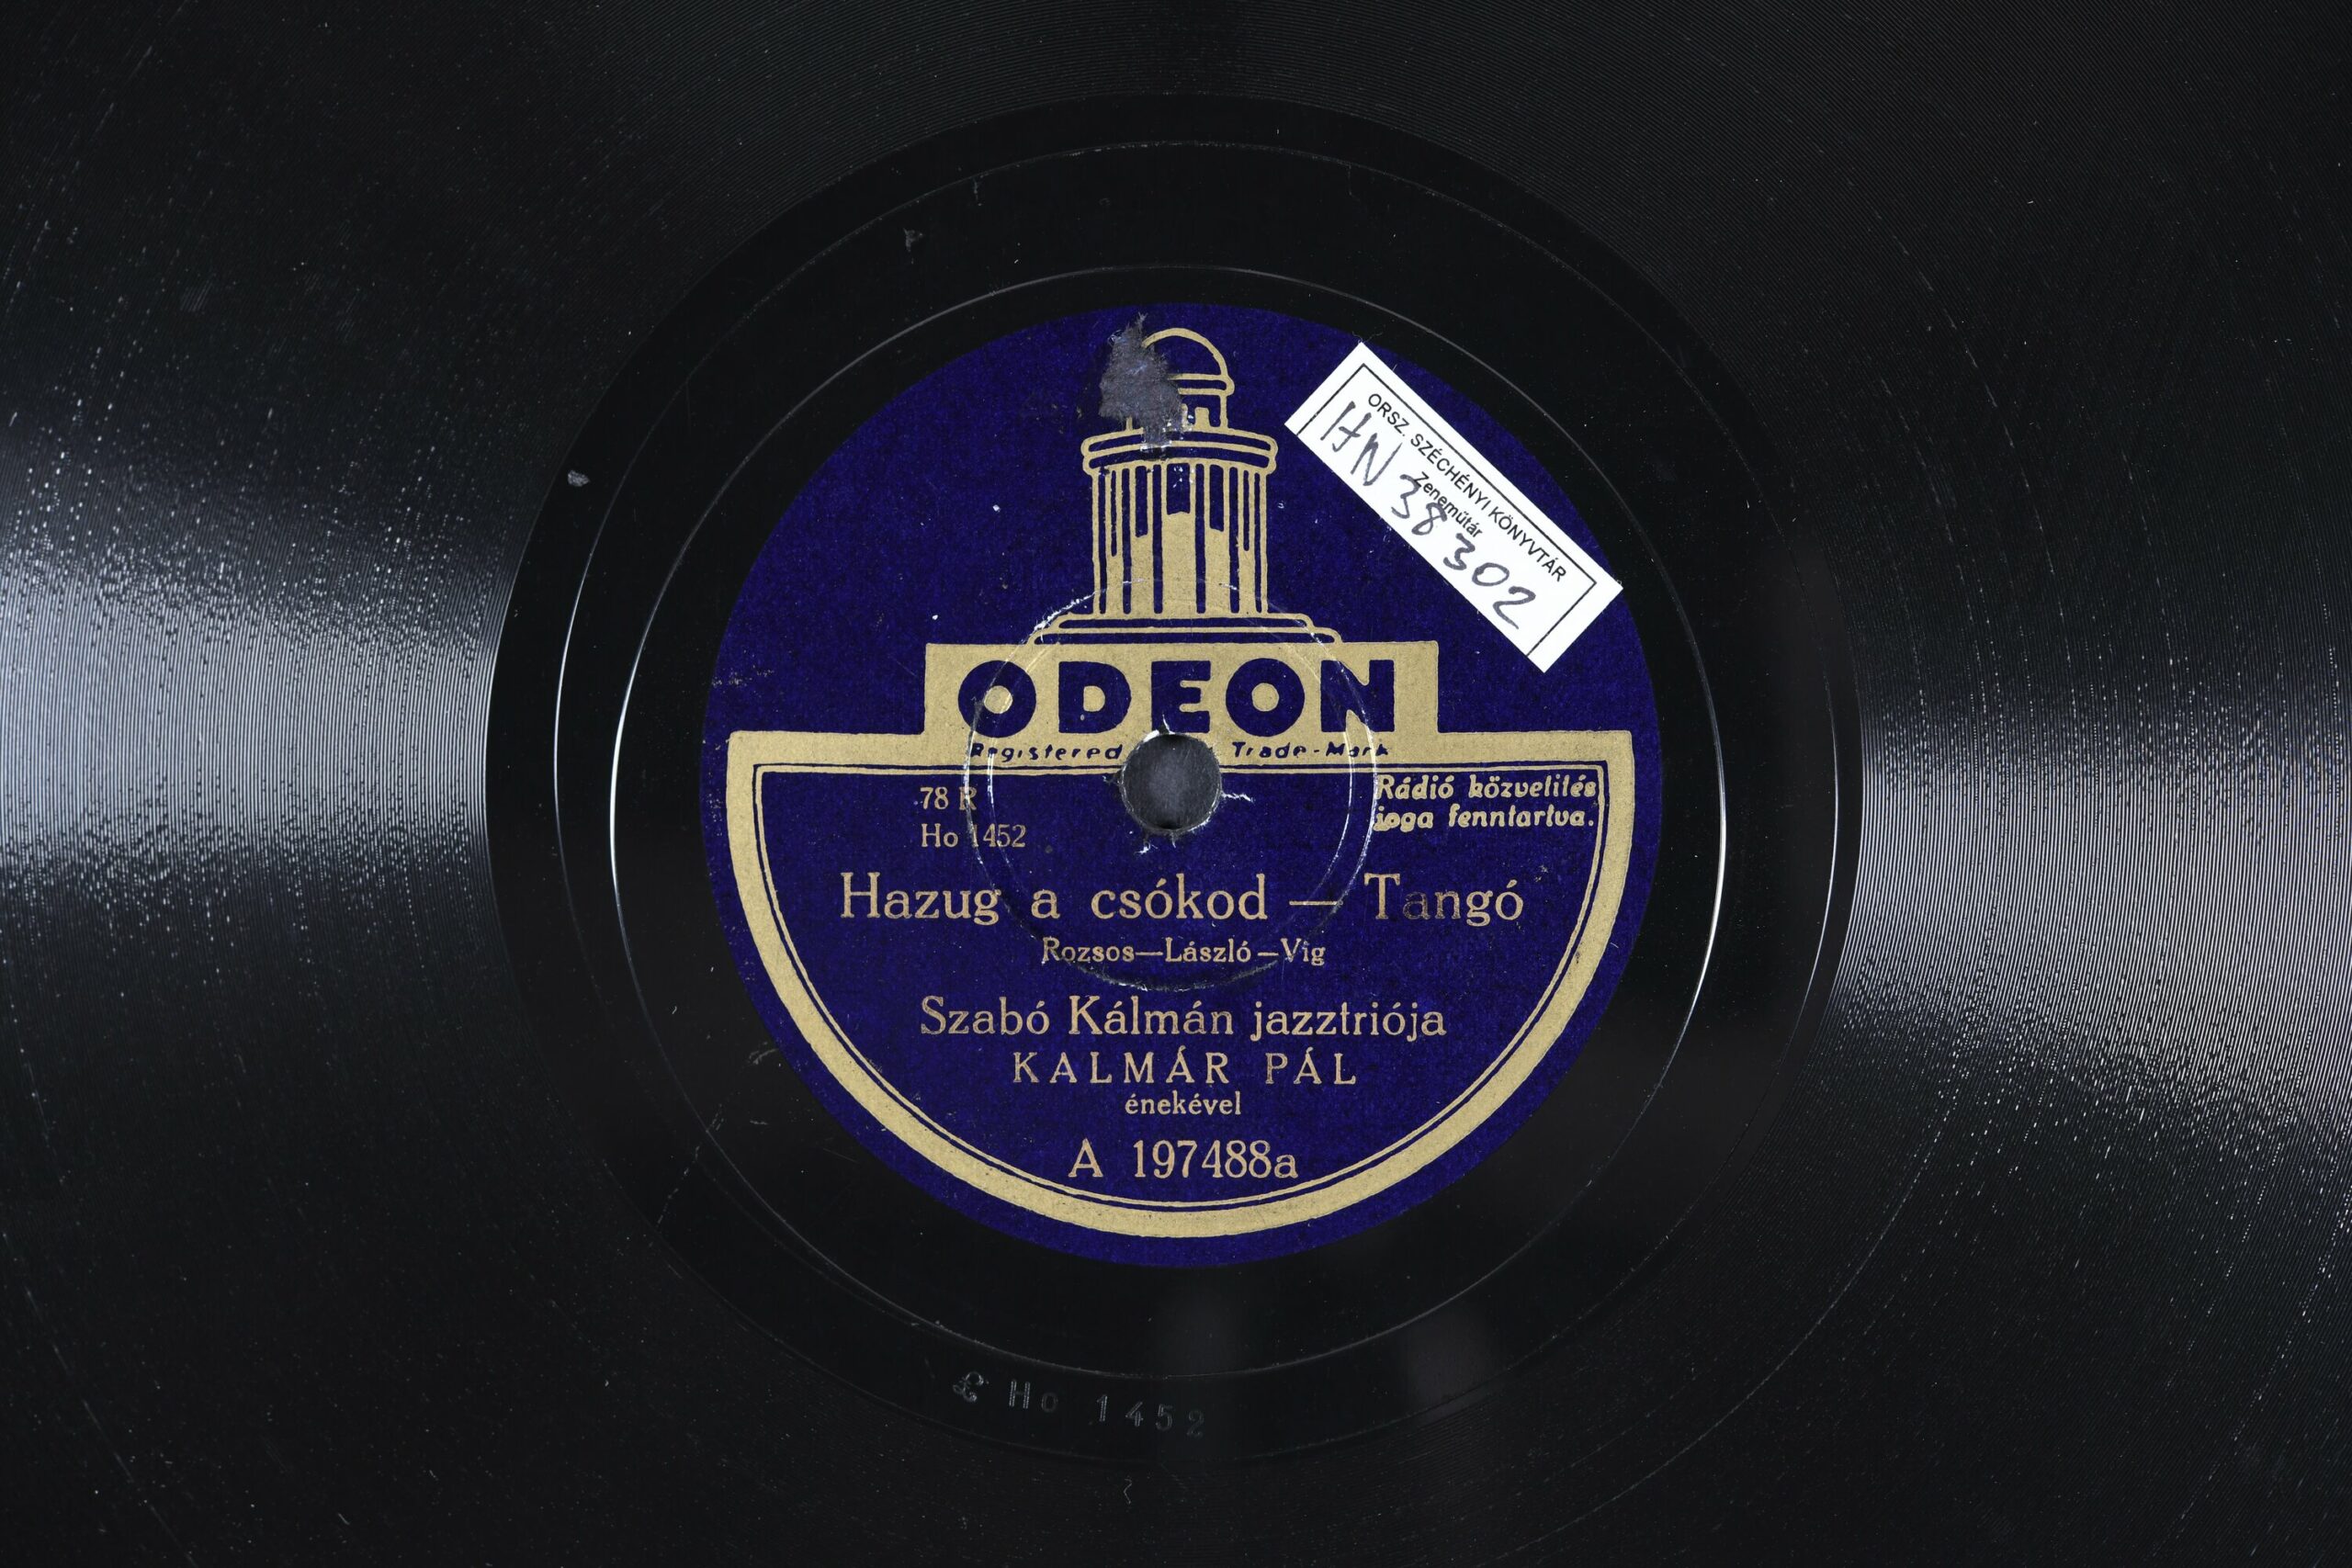 ORSZ. SZÉCHÉNYI KÖNYVTÁR
Zeneműtár
HN 38302
ODEON
Registered Trade-Mark
78 R
Ho 1452
Rádió közvelités
joga fenntartva.
Hazug a csókod — Tangó
Rozsos—László—Vig
Szabó Kálmán jazztriója
KALMÁR PÁL
énekével
A 197488a
£ Ho 1452